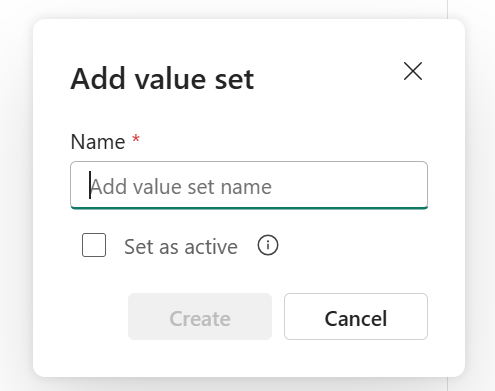 Add value set
Name *
Add value set name
Set as active
Create Cancel